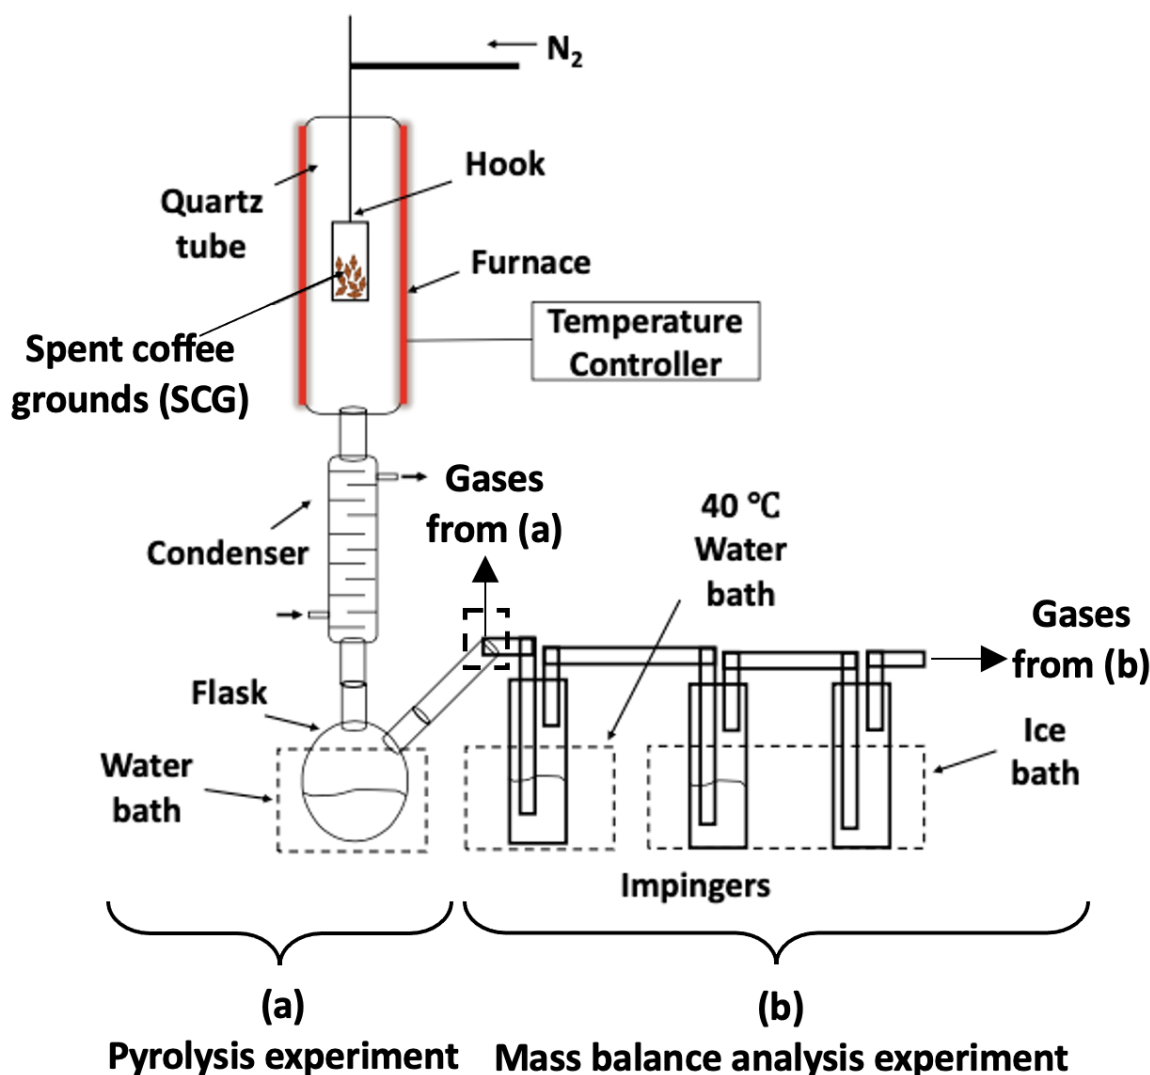 N₂
Hook
Quartz
tube
Furnace
Temperature
Controller
Spent coffee
grounds (SCG)
Gases
from (a)
40 ℃
Water
bath
Condenser
Gases
from (b)
Flask
Ice
bath
Water
bath
Impingers
(a)
(b)
Pyrolysis experiment
Mass balance analysis experiment